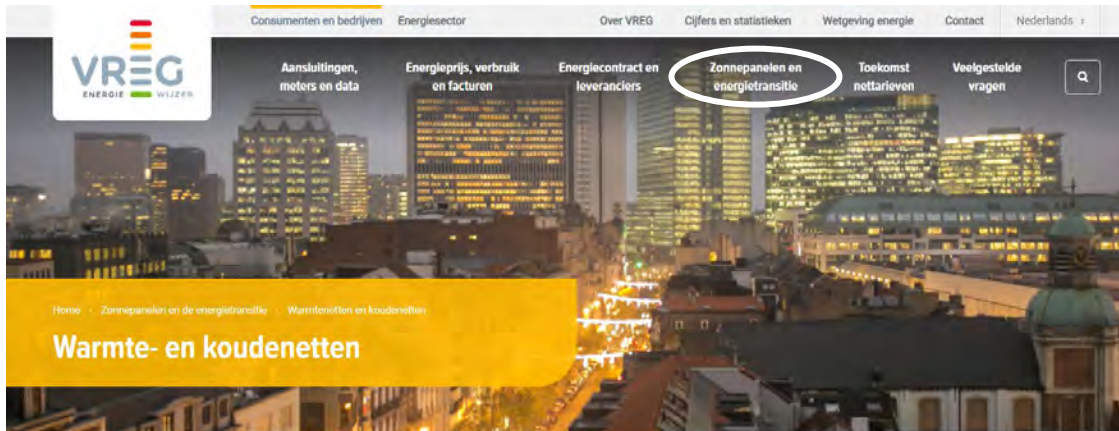 Consumenten en bedrijven Energiesector Over VREG Cijfers en statistieken Wetgeving energie Contact Nederlands
VREG
ENERGIE WIJZER
Aansluitingen, meters en data
Energieprijs, verbruik en facturen
Energiecontract en leveranciers
Zonnepanelen en energietransitie
Toekomst nettarieven
Veelgestelde vragen
Home Zonnepanelen en de energietransitie Warmtenetten en koudenetten
Warmte- en koudenetten